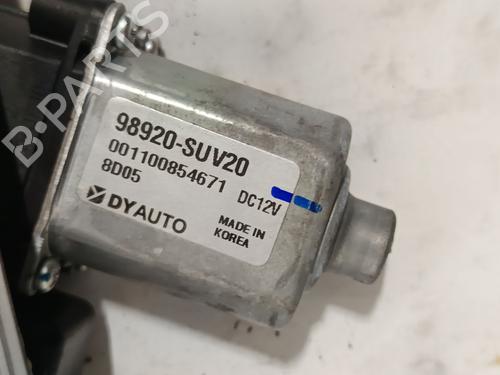 B-PARTS
98920-SUV20
001100854671
8D05
DC12V
DYAUTO
MADE IN
KOREA